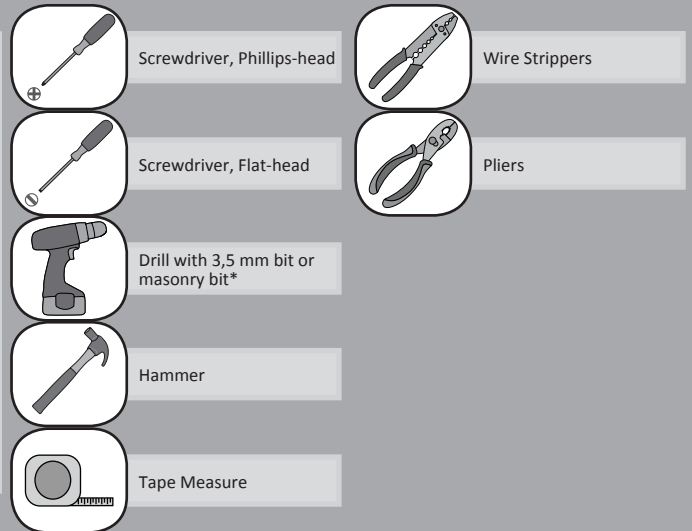 Screwdriver, Phillips-head
Screwdriver, Flat-head
Drill with 3,5 mm bit or
masonry bit*
Hammer
Tape Measure
Wire Strippers
Pliers